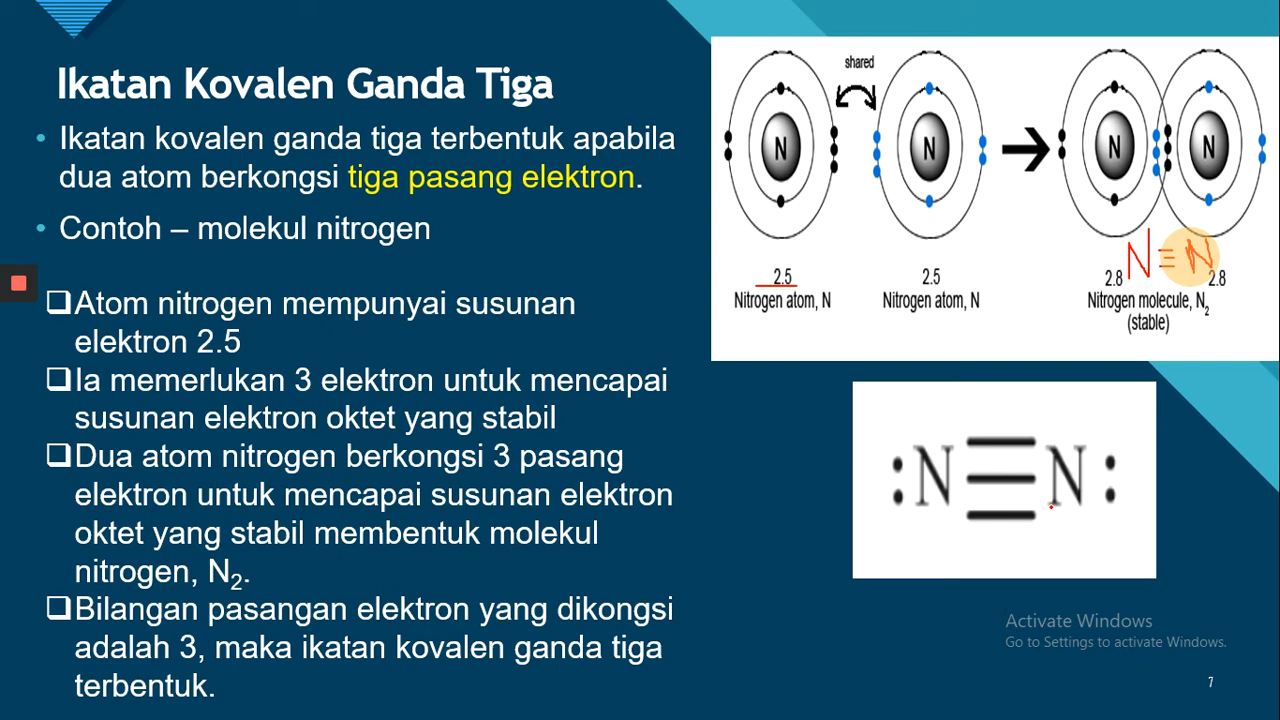 Ikatan Kovalen Ganda Tiga
• Ikatan kovalen ganda tiga terbentuk apabila
dua atom berkongsi tiga pasang elektron.
• Contoh – molekul nitrogen
❑Atom nitrogen mempunyai susunan
elektron 2.5
❑Ia memerlukan 3 elektron untuk mencapai
susunan elektron oktet yang stabil
❑Dua atom nitrogen berkongsi 3 pasang
elektron untuk mencapai susunan elektron
oktet yang stabil membentuk molekul
nitrogen, N₂.
❑Bilangan pasangan elektron yang dikongsi
adalah 3, maka ikatan kovalen ganda tiga
terbentuk.
shared
N N N N
N≡N
2.5 2.5 2.8 2.8
Nitrogen atom, N Nitrogen atom, N Nitrogen molecule, N₂
(stable)
:N≡N:
Activate Windows
Go to Settings to activate Windows.
7